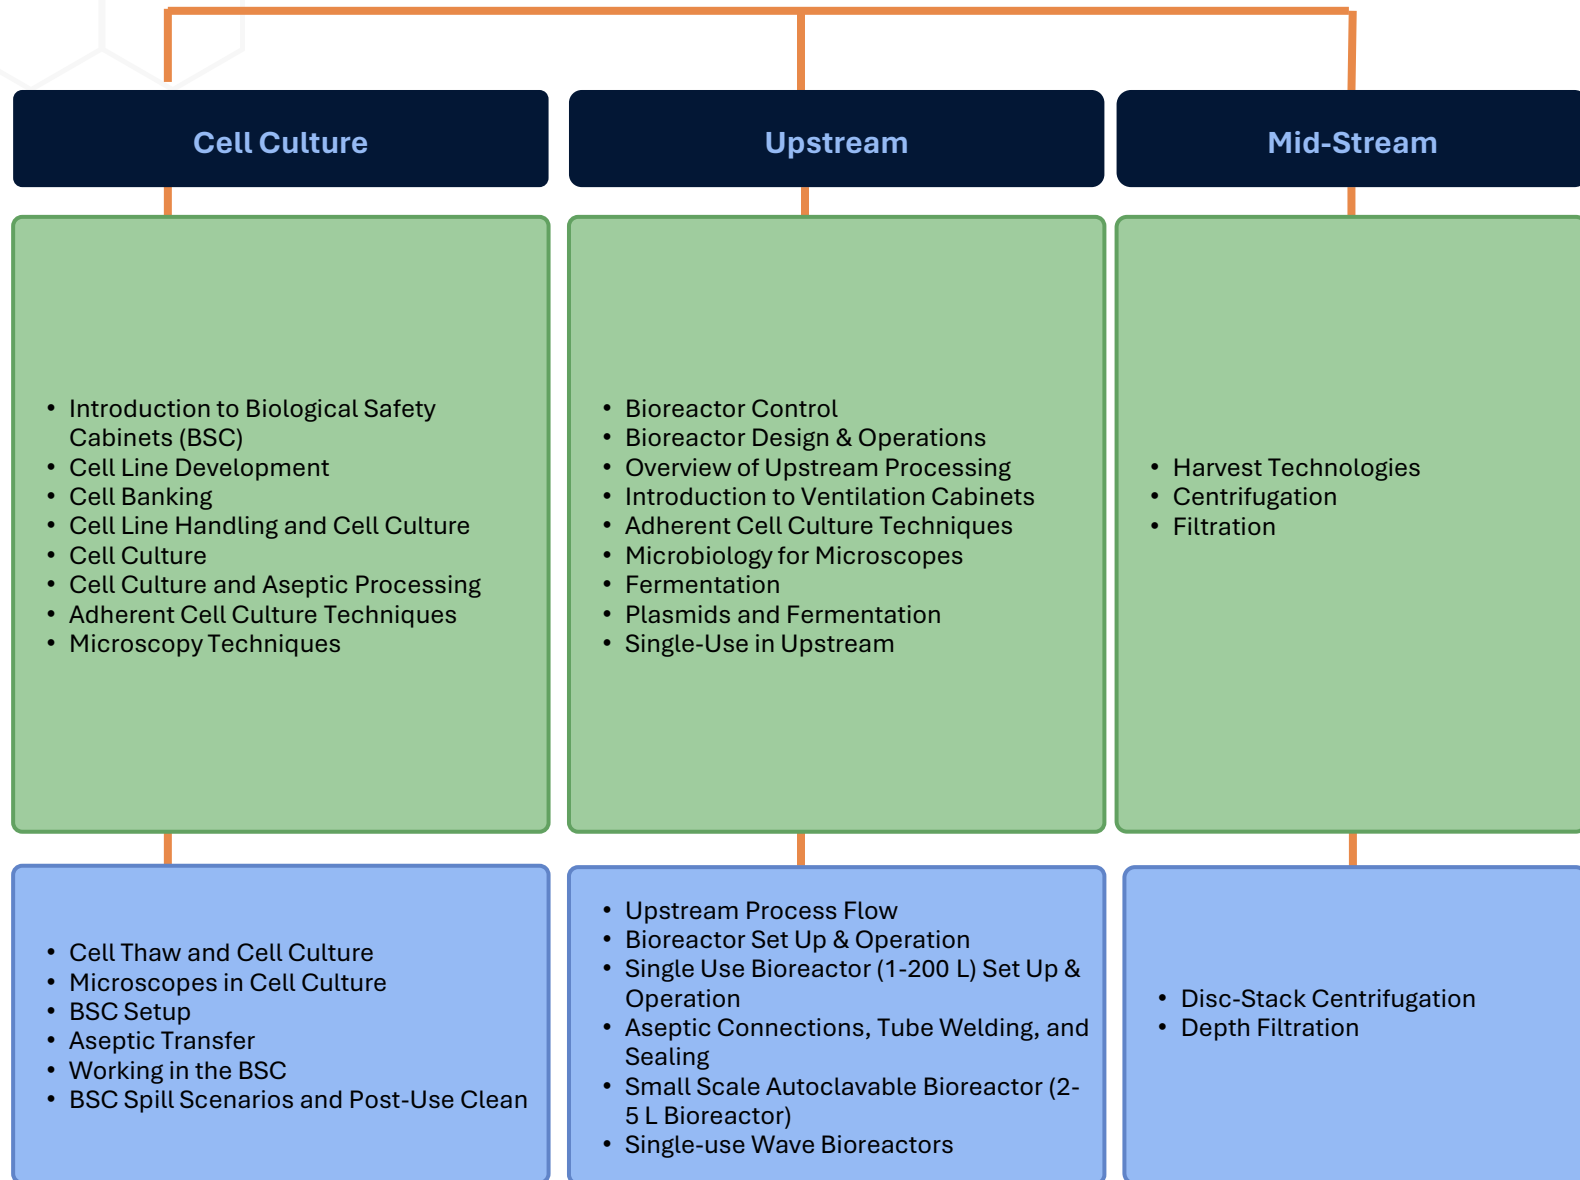 Cell Culture
Upstream
Mid-Stream
• Introduction to Biological Safety
Cabinets (BSC)
• Cell Line Development
• Cell Banking
• Cell Line Handling and Cell Culture
• Cell Culture
• Cell Culture and Aseptic Processing
• Adherent Cell Culture Techniques
• Microscopy Techniques
• Bioreactor Control
• Bioreactor Design & Operations
• Overview of Upstream Processing
• Introduction to Ventilation Cabinets
• Adherent Cell Culture Techniques
• Microbiology for Microscopes
• Fermentation
• Plasmids and Fermentation
• Single-Use in Upstream
• Harvest Technologies
• Centrifugation
• Filtration
• Cell Thaw and Cell Culture
• Microscopes in Cell Culture
• BSC Setup
• Aseptic Transfer
• Working in the BSC
• BSC Spill Scenarios and Post-Use Clean
• Upstream Process Flow
• Bioreactor Set Up & Operation
• Single Use Bioreactor (1-200 L) Set Up &
Operation
• Aseptic Connections, Tube Welding, and
Sealing
• Small Scale Autoclavable Bioreactor (2-
5 L Bioreactor)
• Single-use Wave Bioreactors
• Disc-Stack Centrifugation
• Depth Filtration